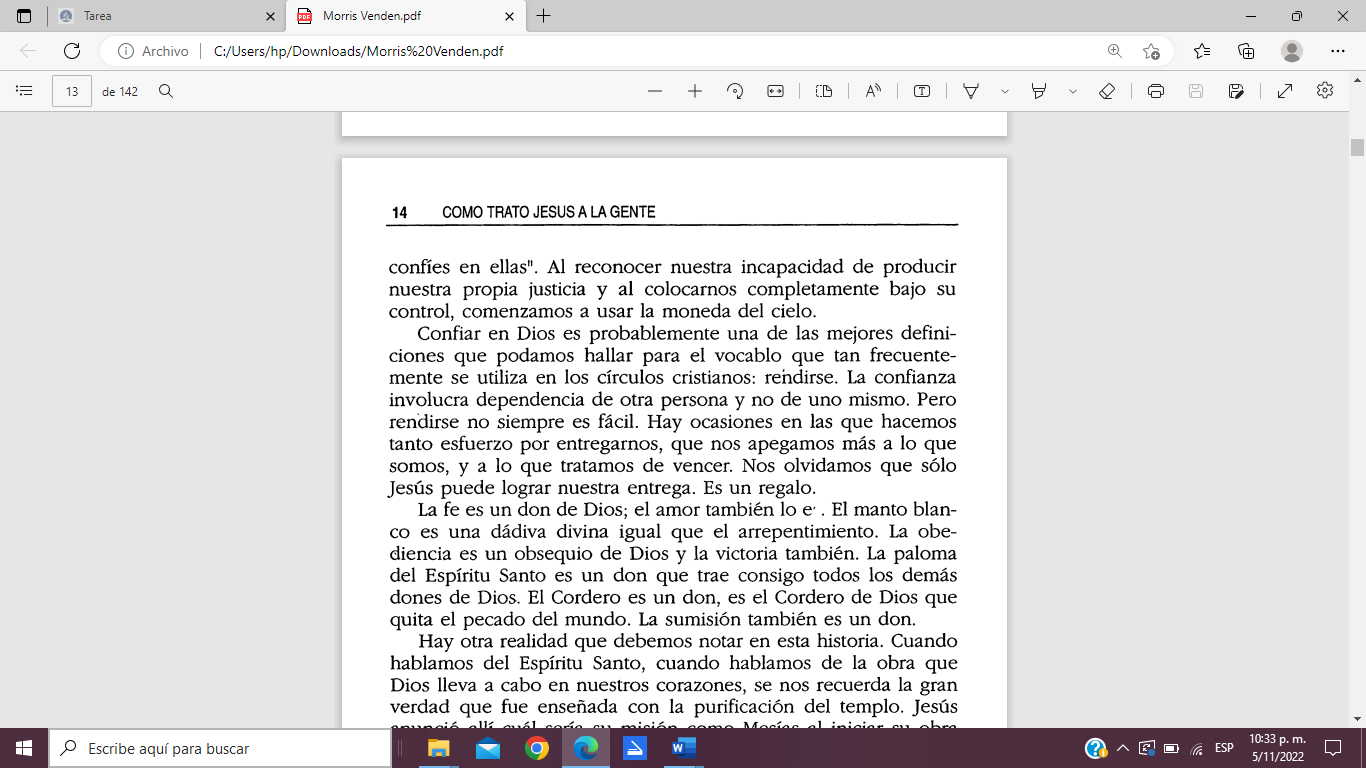 Tarea
Morris Venden.pdf
Archivo
C:/Users/hp/Downloads/Morris%20Venden.pdf
13 de 142
14 COMO TRATO JESUS A LA GENTE
confíes en ellas". Al reconocer nuestra incapacidad de producir
nuestra propia justicia y al colocarnos completamente bajo su
control, comenzamos a usar la moneda del cielo.
Confiar en Dios es probablemente una de las mejores defini-
ciones que podamos hallar para el vocablo que tan frecuente-
mente se utiliza en los círculos cristianos: rendirse. La confianza
involucra dependencia de otra persona y no de uno mismo. Pero
rendirse no siempre es fácil. Hay ocasiones en las que hacemos
tanto esfuerzo por entregarnos, que nos apegamos más a lo que
somos, y a lo que tratamos de vencer. Nos olvidamos que sólo
Jesús puede lograr nuestra entrega. Es un regalo.
La fe es un don de Dios; el amor también lo e . El manto blan-
co es una dádiva divina igual que el arrepentimiento. La obe-
diencia es un obsequio de Dios y la victoria también. La paloma
del Espíritu Santo es un don que trae consigo todos los demás
dones de Dios. El Cordero es un don, es el Cordero de Dios que
quita el pecado del mundo. La sumisión también es un don.
Hay otra realidad que debemos notar en esta historia. Cuando
hablamos del Espíritu Santo, cuando hablamos de la obra que
Dios lleva a cabo en nuestros corazones, se nos recuerda la gran
verdad que fue enseñada con la purificación del templo. Jesús
anunció allí cuál sería su misión como Mesías al iniciar su obra
Escribe aquí para buscar
ESP
10:33 p. m.
5/11/2022